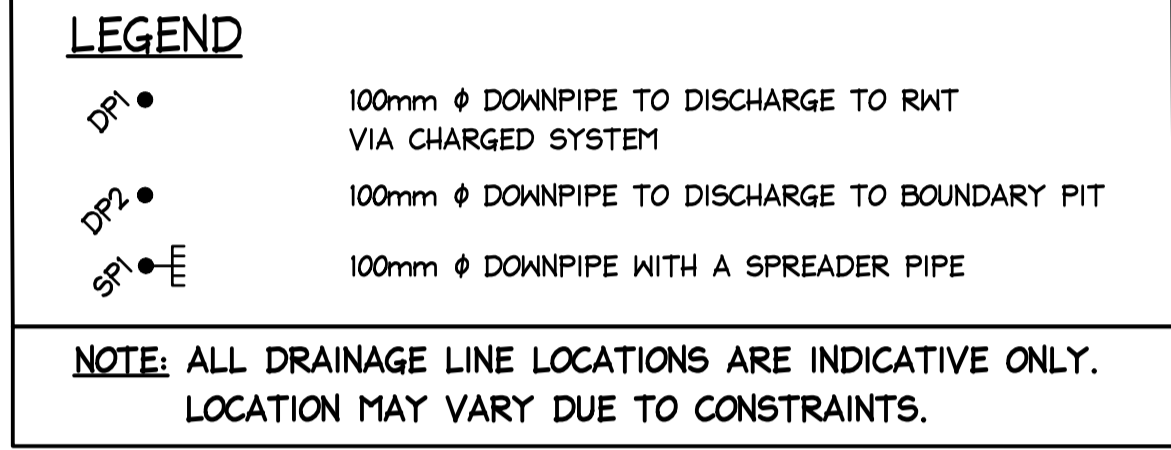 LEGEND
DP1
100mm φ DOWNPIPE TO DISCHARGE TO RWT
VIA CHARGED SYSTEM
DP2
100mm φ DOWNPIPE TO DISCHARGE TO BOUNDARY PIT
SP1
100mm φ DOWNPIPE WITH A SPREADER PIPE
NOTE: ALL DRAINAGE LINE LOCATIONS ARE INDICATIVE ONLY.
LOCATION MAY VARY DUE TO CONSTRAINTS.